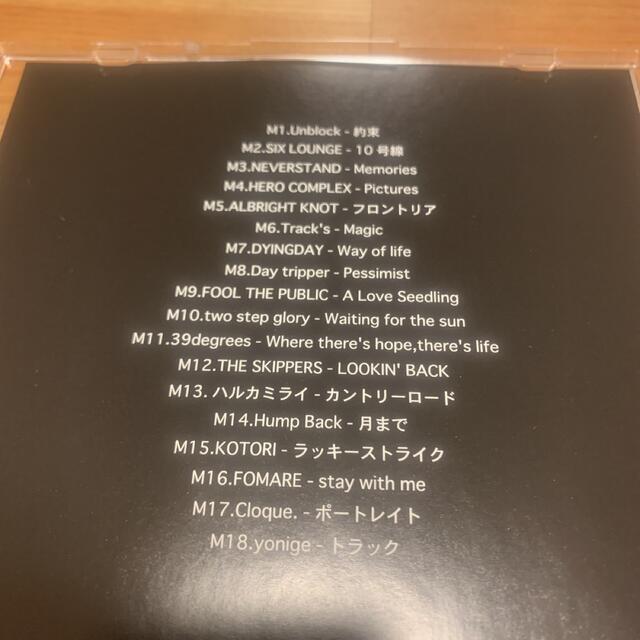 M1.Unblock - 約束
M2.SIX LOUNGE - 10 号線
M3.NEVERSTAND - Memories
M4.HERO COMPLEX - Pictures
M5.ALBRIGHT KNOT - フロントリア
M6.Track's - Magic
M7.DYINGDAY - Way of life
M8.Day tripper - Pessimist
M9.FOOL THE PUBLIC - A Love Seedling
M10.two step glory - Waiting for the sun
M11.39degrees - Where there's hope,there's life
M12.THE SKIPPERS - LOOKIN' BACK
M13. ハルカミライ - カントリーロード
M14.Hump Back - 月まで
M15.KOTORI - ラッキーストライク
M16.FOMARE - stay with me
M17.Cloque. - ポートレイト
M18.yonige - トラック